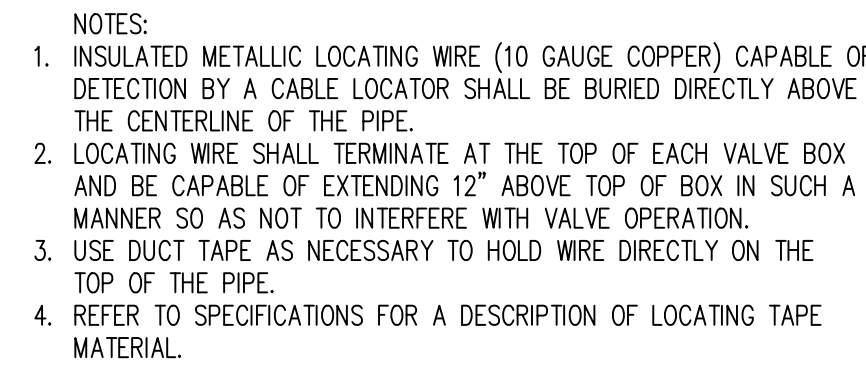 NOTES:
1. INSULATED METALLIC LOCATING WIRE (10 GAUGE COPPER) CAPABLE OF
DETECTION BY A CABLE LOCATOR SHALL BE BURIED DIRECTLY ABOVE
THE CENTERLINE OF THE PIPE.
2. LOCATING WIRE SHALL TERMINATE AT THE TOP OF EACH VALVE BOX
AND BE CAPABLE OF EXTENDING 12" ABOVE TOP OF BOX IN SUCH A
MANNER SO AS NOT TO INTERFERE WITH VALVE OPERATION.
3. USE DUCT TAPE AS NECESSARY TO HOLD WIRE DIRECTLY ON THE
TOP OF THE PIPE.
4. REFER TO SPECIFICATIONS FOR A DESCRIPTION OF LOCATING TAPE
MATERIAL.